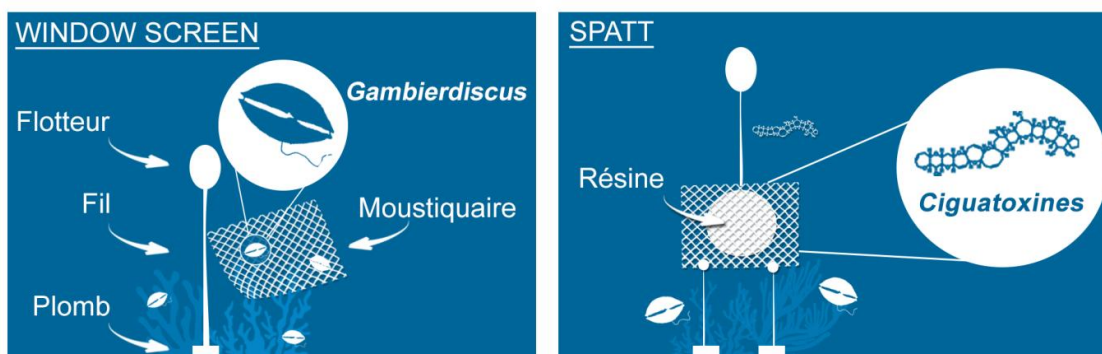 WINDOW SCREEN
Gambierdiscus
Flotteur
Fil
Moustiquaire
Plomb
SPATT
Résine
Ciguatoxines